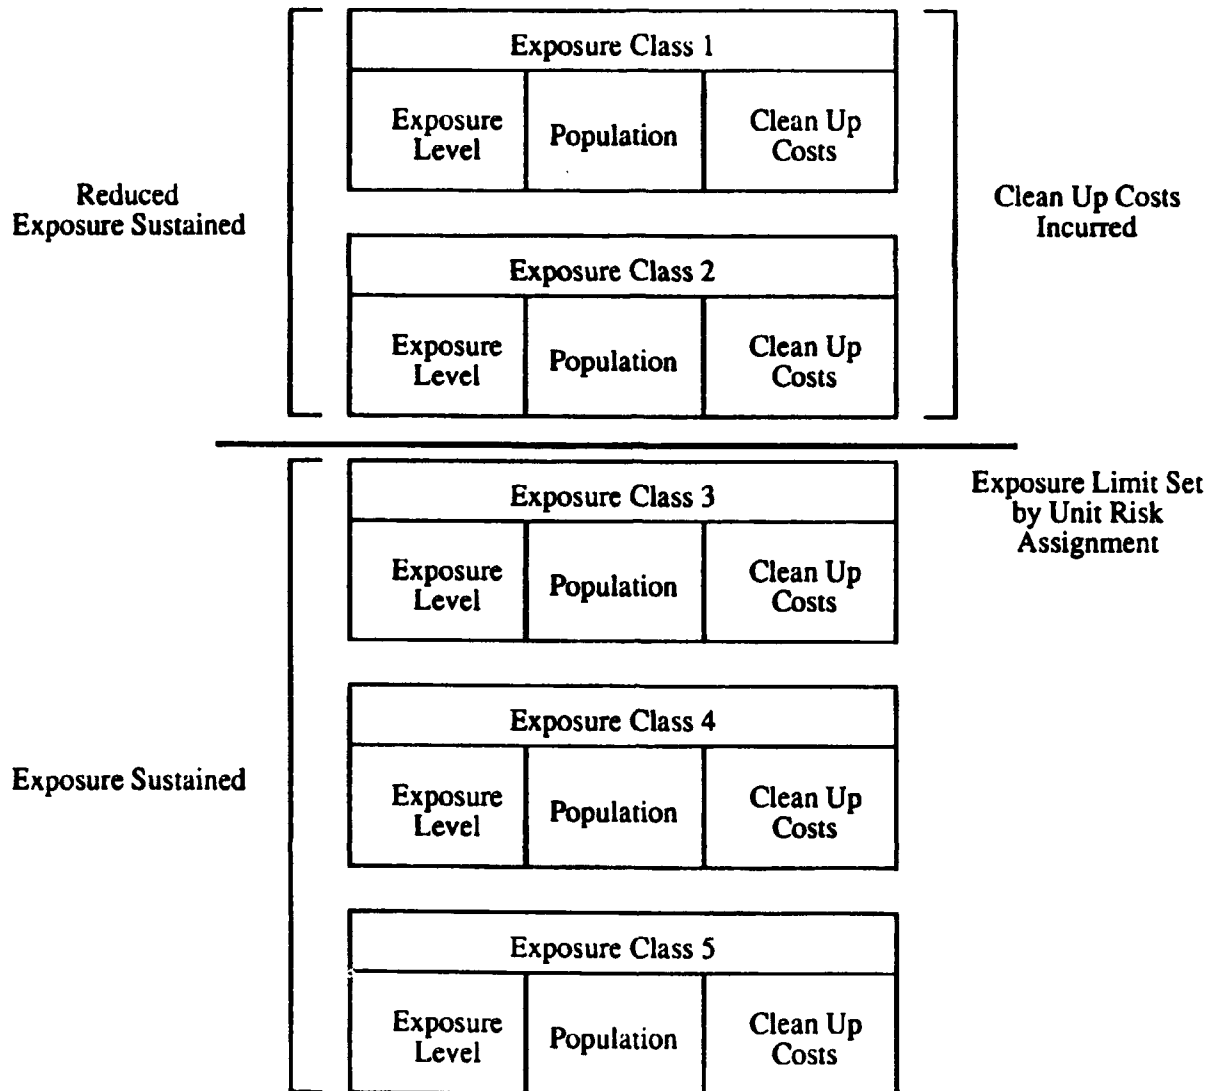 Exposure Class 1
Exposure
Level
Population
Clean Up
Costs
Reduced
Exposure Sustained
Clean Up Costs
Incurred
Exposure Class 2
Exposure
Level
Population
Clean Up
Costs
Exposure Class 3
Exposure Limit Set
by Unit Risk
Assignment
Exposure
Level
Population
Clean Up
Costs
Exposure Class 4
Exposure Sustained
Exposure
Level
Population
Clean Up
Costs
Exposure Class 5
Exposure
Level
Population
Clean Up
Costs